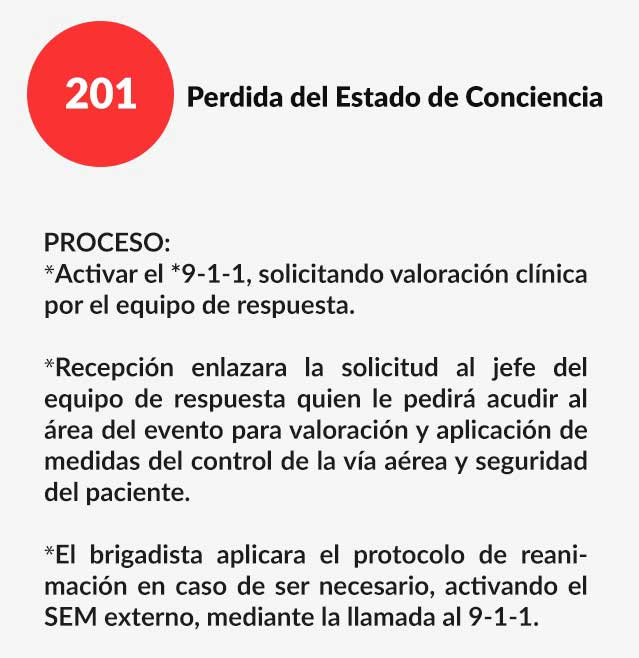 201
Perdida del Estado de Conciencia
PROCESO:
*Activar el *9-1-1, solicitando valoración clínica
por el equipo de respuesta.
*Recepción enlazara la solicitud al jefe del
equipo de respuesta quien le pedirá acudir al
área del evento para valoración y aplicación de
medidas del control de la vía aérea y seguridad
del paciente.
*El brigadista aplicara el protocolo de reani-
mación en caso de ser necesario, activando el
SEM externo, mediante la llamada al 9-1-1.